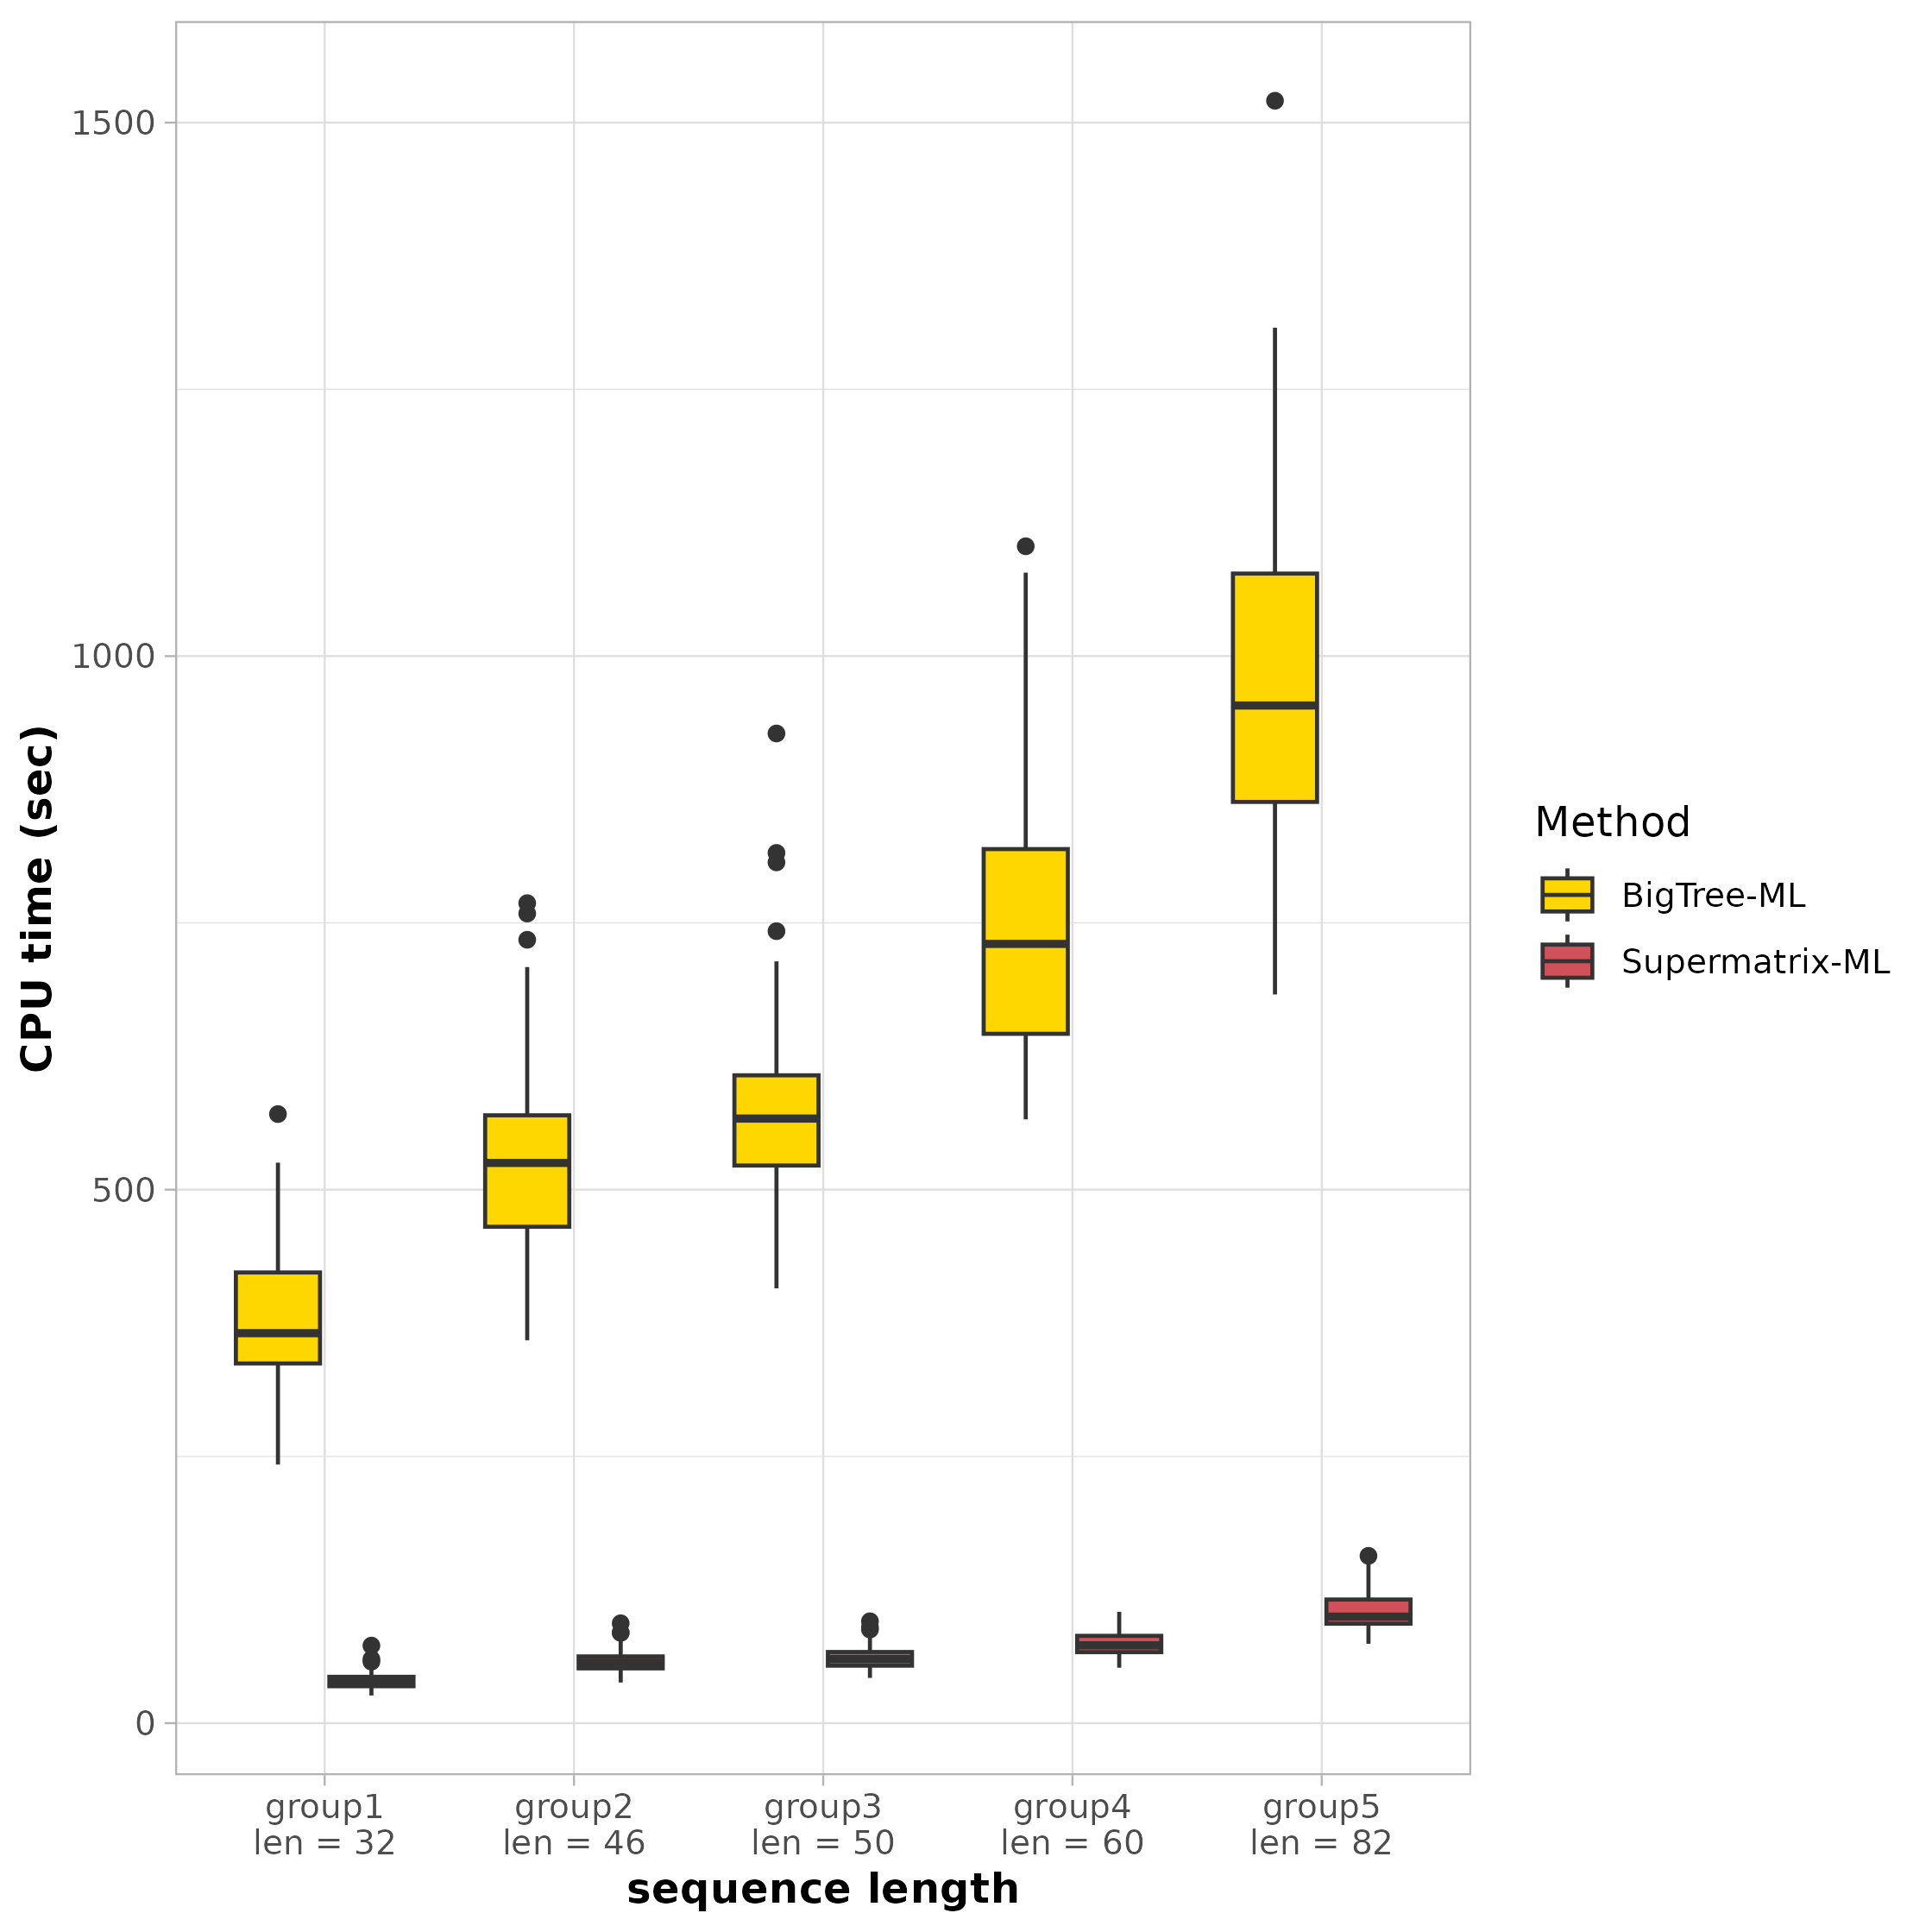 1500
1000
500
0
CPU time (sec)
group1
len = 32
group2
len = 46
group3
len = 50
group4
len = 60
group5
len = 82
sequence length
Method
BigTree-ML
Supermatrix-ML